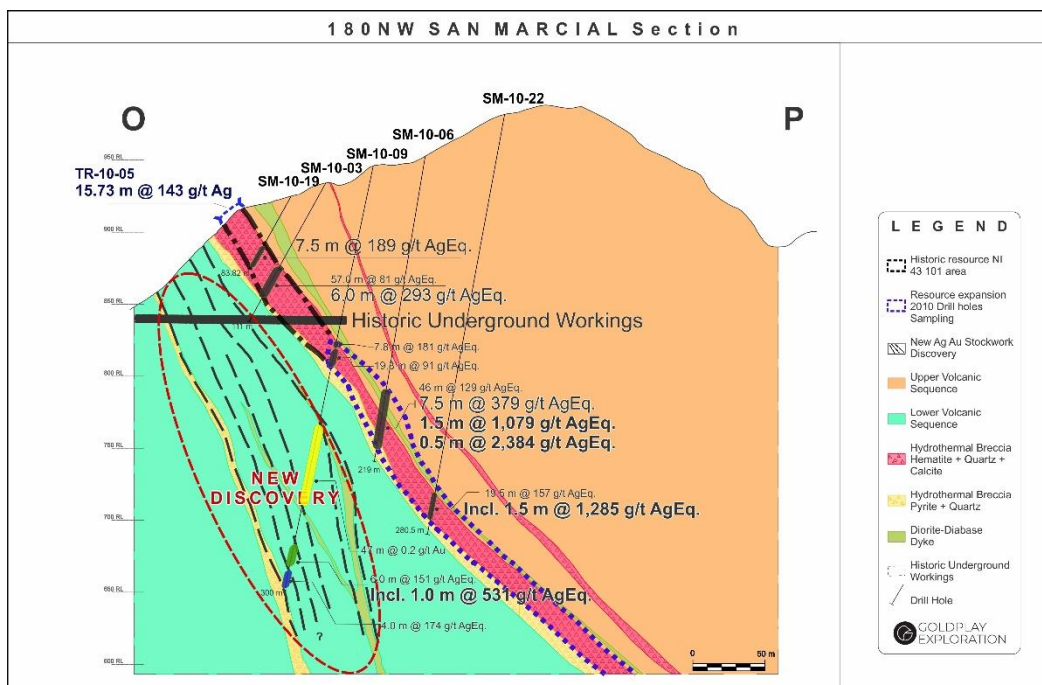 180NW SAN MARCIAL Section
O
P
SM-10-22
SM-10-06
SM-10-09
SM-10-03
SM-10-19
TR-10-05
15.73 m @ 143 g/t Ag
950 RL
900 RL
850 RL
800 RL
750 RL
700 RL
650 RL
600 RL
7.5 m @ 189 g/t AgEq.
83.82 m
57.0 m @ 81 g/t AgEq.
6.0 m @ 293 g/t AgEq.
111 m
Historic Underground Workings
7.8 m @ 181 g/t AgEq.
19.8 m @ 91 g/t AgEq.
46 m @ 129 g/t AgEq.
7.5 m @ 379 g/t AgEq.
1.5 m @ 1,079 g/t AgEq.
0.5 m @ 2,384 g/t AgEq.
219 m
NEW
DISCOVERY
19.5 m @ 157 g/t AgEq.
Incl. 1.5 m @ 1,285 g/t AgEq.
280.5 m
47 m @ 0.2 g/t Au
6.0 m @ 151 g/t AgEq.
Incl. 1.0 m @ 531 g/t AgEq.
300 m
4.0 m @ 174 g/t AgEq.
?
0 50 m
LEGEND
Historic resource NI
43 101 area
Resource expansion
2010 Drill holes
Sampling
New Ag Au Stockwork
Discovery
Upper Volcanic
Sequence
Lower Volcanic
Sequence
Hydrothermal Breccia
Hematite + Quartz +
Calcite
Hydrothermal Breccia
Pyrite + Quartz
Diorite-Diabase
Dyke
Historic Underground
Workings
Drill Hole
GOLDPLAY
EXPLORATION